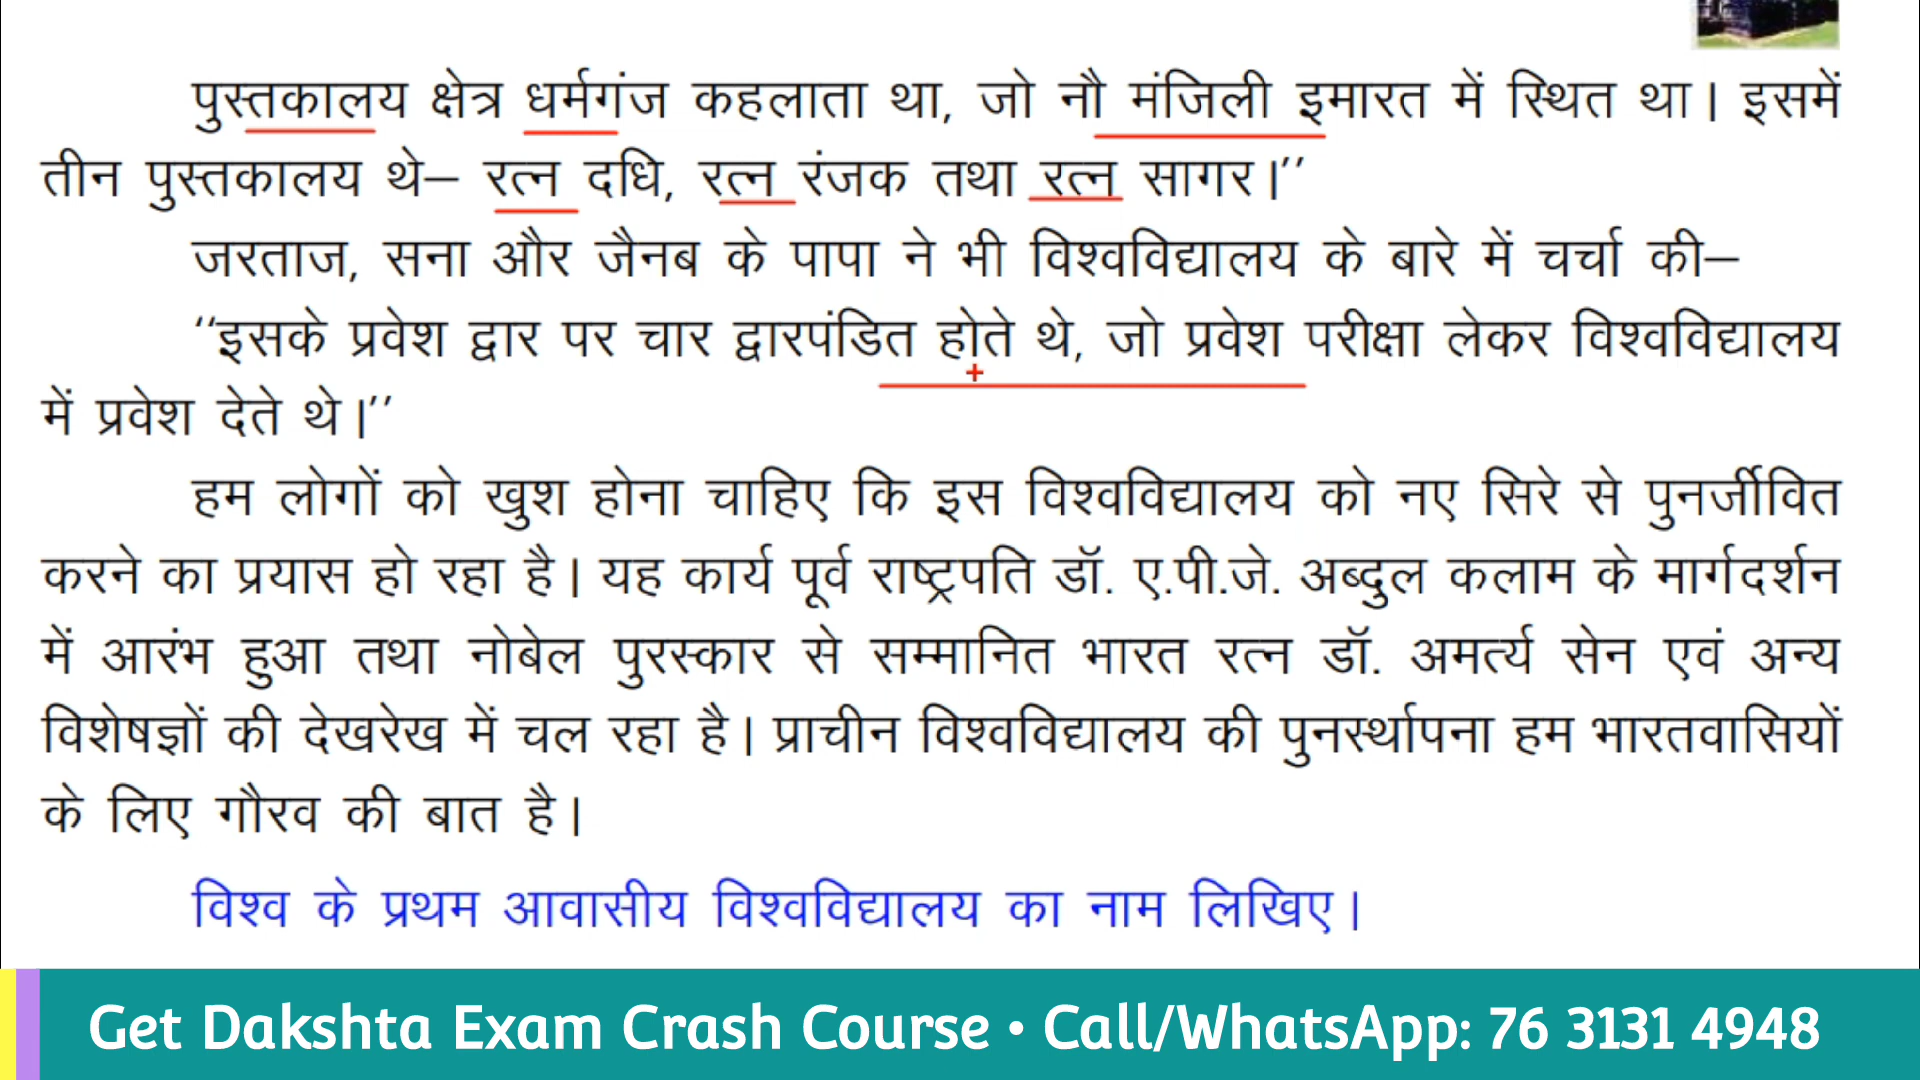 पुस्तकालय क्षेत्र धर्मगंज कहलाता था, जो नौ मंजिली इमारत में स्थित था। इसमें
तीन पुस्तकालय थे– रत्न दधि, रत्न रंजक तथा रत्न सागर।’’
जरताज, सना और जैनब के पापा ने भी विश्वविद्यालय के बारे में चर्चा की–
‘‘इसके प्रवेश द्वार पर चार द्वारपंडित होते थे, जो प्रवेश परीक्षा लेकर विश्वविद्यालय
में प्रवेश देते थे।’’
हम लोगों को खुश होना चाहिए कि इस विश्वविद्यालय को नए सिरे से पुनर्जीवित
करने का प्रयास हो रहा है। यह कार्य पूर्व राष्ट्रपति डॉ. ए.पी.जे. अब्दुल कलाम के मार्गदर्शन
में आरंभ हुआ तथा नोबेल पुरस्कार से सम्मानित भारत रत्न डॉ. अमर्त्य सेन एवं अन्य
विशेषज्ञों की देखरेख में चल रहा है। प्राचीन विश्वविद्यालय की पुनर्स्थापना हम भारतवासियों
के लिए गौरव की बात है।
विश्व के प्रथम आवासीय विश्वविद्यालय का नाम लिखिए।
Get Dakshta Exam Crash Course • Call/WhatsApp: 76 3131 4948